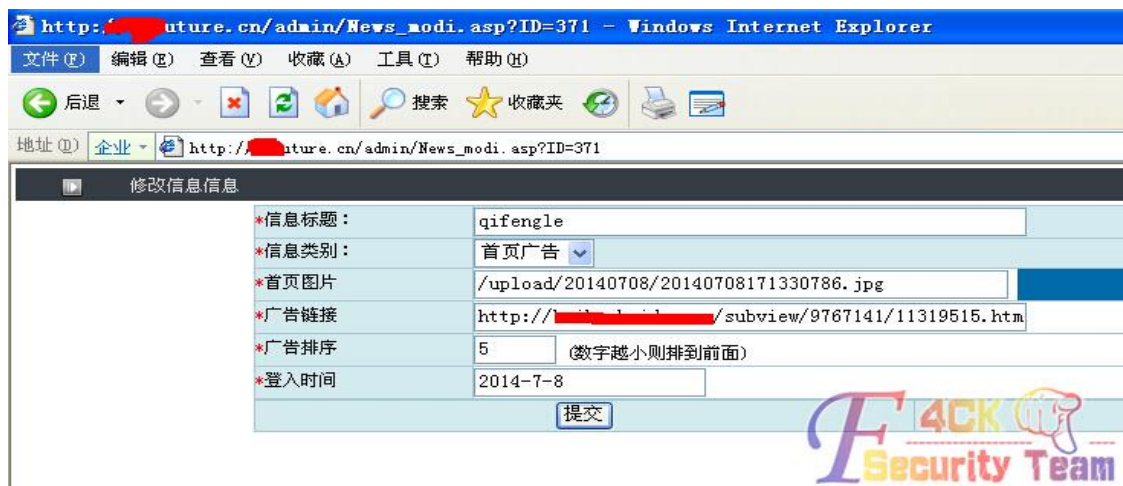 http: uture.cn/admin/News_modi.asp?ID=371 - Windows Internet Explorer
文件(F) 编辑(E) 查看(V) 收藏(A) 工具(T) 帮助(H)
后退 搜索 收藏夹
地址(D) 企业 http:// uture.cn/admin/News_modi.asp?ID=371
修改信息信息
*信息标题： qifengle
*信息类别： 首页广告
*首页图片 /upload/20140708/20140708171330786.jpg
*广告链接 http:// /subview/9767141/11319515.htm
*广告排序 5 (数字越小则排到前面)
*登入时间 2014-7-8
提交
F4CK
Security Team